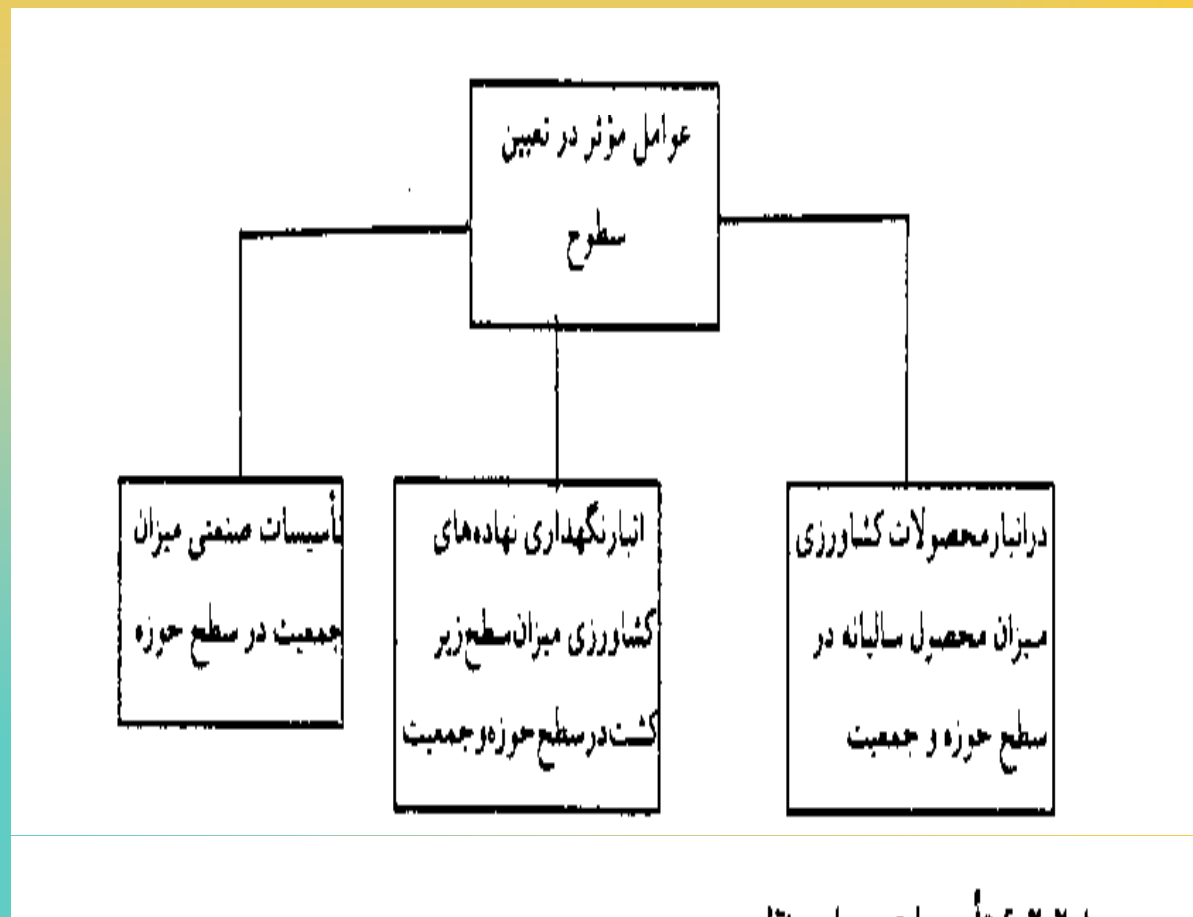 عوامل مؤثر در تعیین
سطوح
درانبار محصولات کشاورزی
میزان محصول سالیانه در
سطح حوزه و جمعیت
انبارنگهداری نهاده‌های
کشاورزی میزان سطح زیر
کشت در سطح حوزه و جمعیت
تأسیسات صنعتی میزان
جمعیت در سطح حوزه